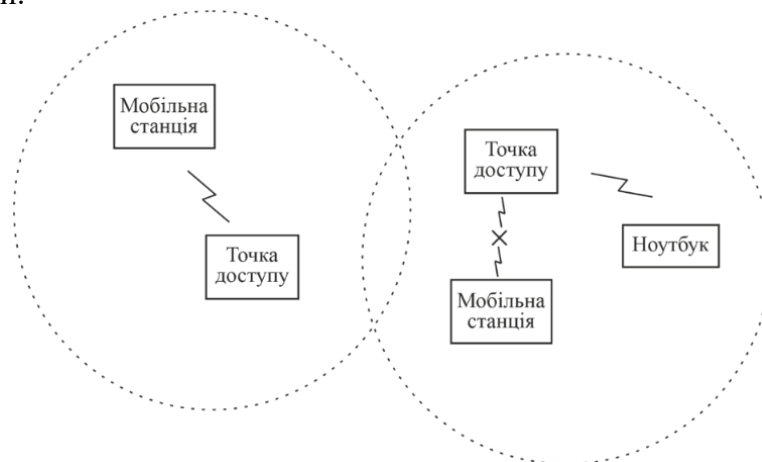 Мобільна
станція
Точка
доступу
Точка
доступу
Ноутбук
Мобільна
станція